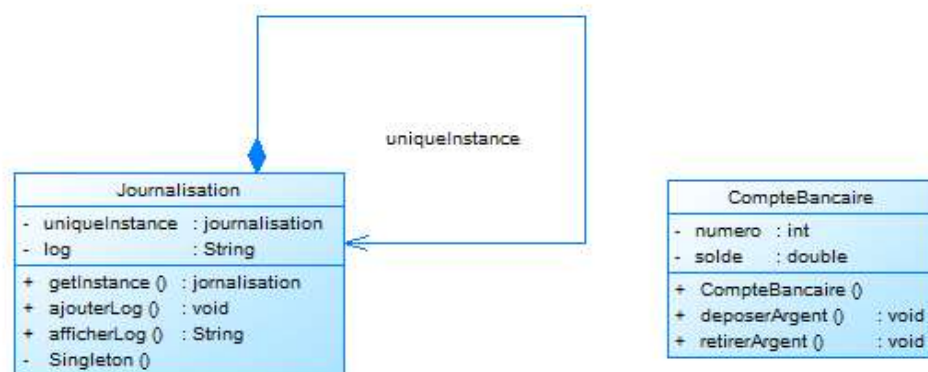 uniqueInstance
Journalisation
- uniqueInstance : journalisation
- log : String
+ getInstance () : jornalisation
+ ajouterLog () : void
+ afficherLog () : String
- Singleton ()
CompteBancaire
- numero : int
- solde : double
+ CompteBancaire ()
+ deposerArgent () : void
+ retirerArgent () : void